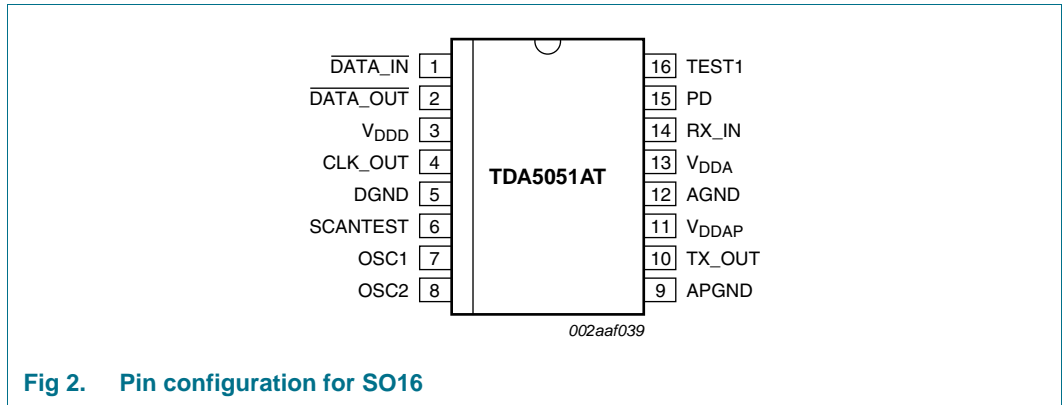 DATA_IN 1
DATA_OUT 2
VDDD 3
CLK_OUT 4
DGND 5
SCANTEST 6
OSC1 7
OSC2 8
TDA5051AT
16 TEST1
15 PD
14 RX_IN
13 VDDA
12 AGND
11 VDDAP
10 TX_OUT
9 APGND
002aaf039
Fig 2. Pin configuration for SO16